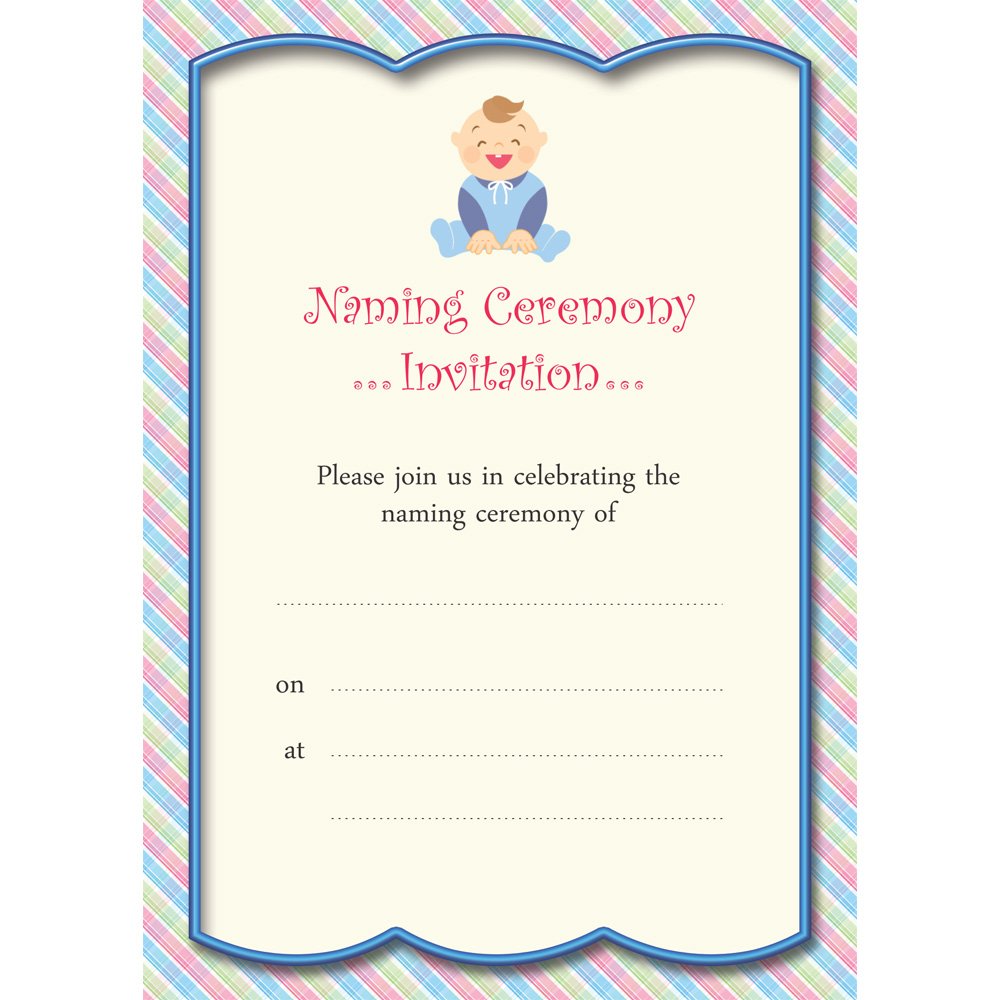 Naming Ceremony
...Invitation...
Please join us in celebrating the
naming ceremony of
on
at